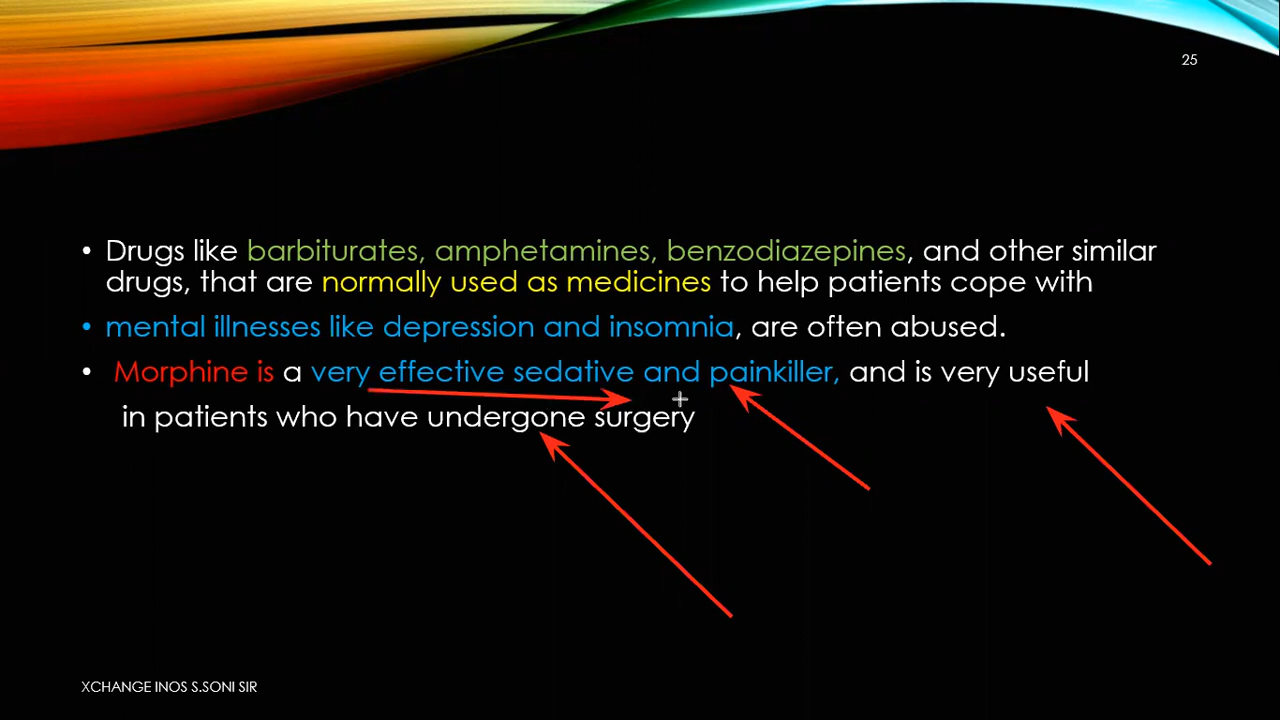 25
• Drugs like barbiturates, amphetamines, benzodiazepines, and other similar
drugs, that are normally used as medicines to help patients cope with
• mental illnesses like depression and insomnia, are often abused.
• Morphine is a very effective sedative and painkiller, and is very useful
in patients who have undergone surgery
XCHANGE INOS S.SONI SIR